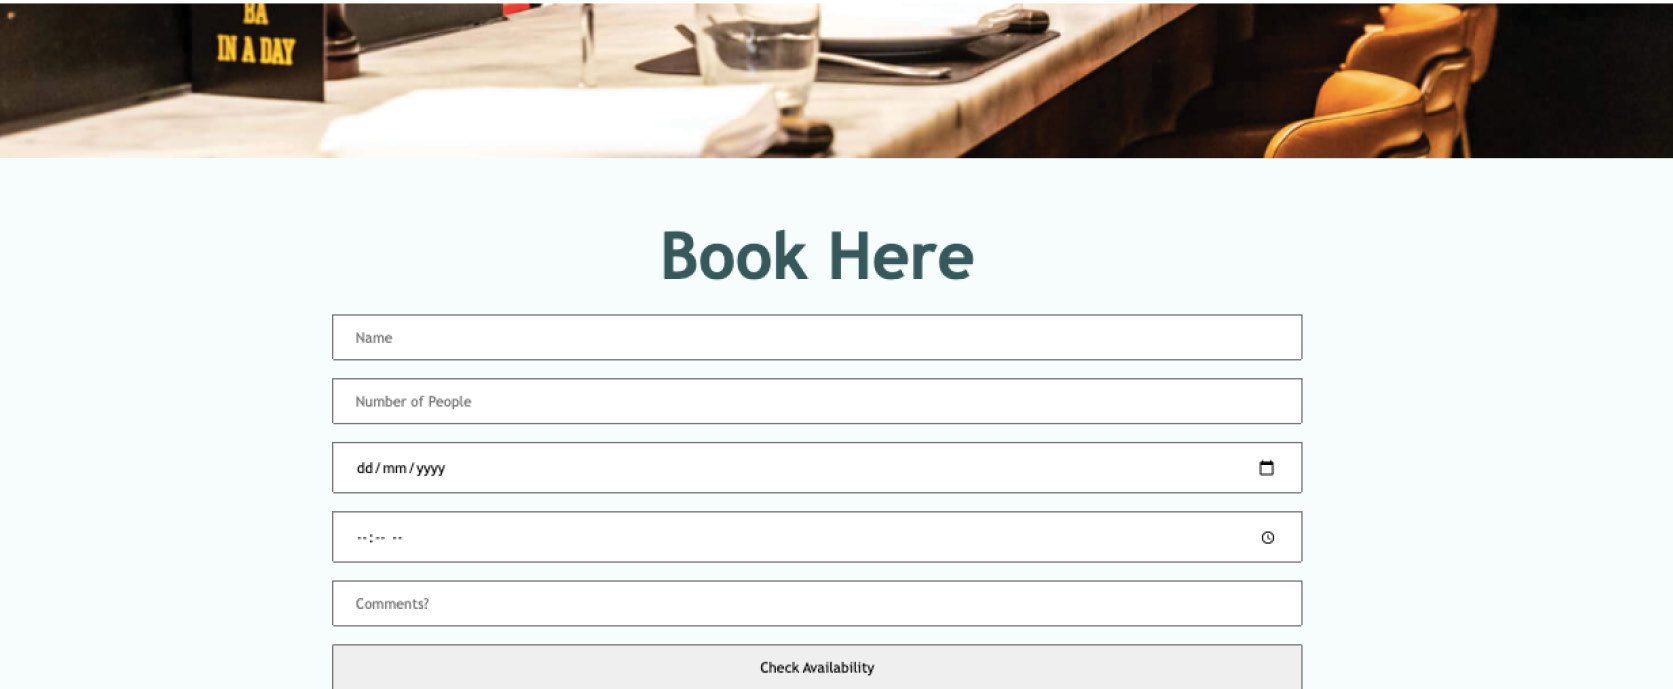 BA
IN A DAY
Book Here
Name
Number of People
dd/mm/yyyy
--:-- --
Comments?
Check Availability